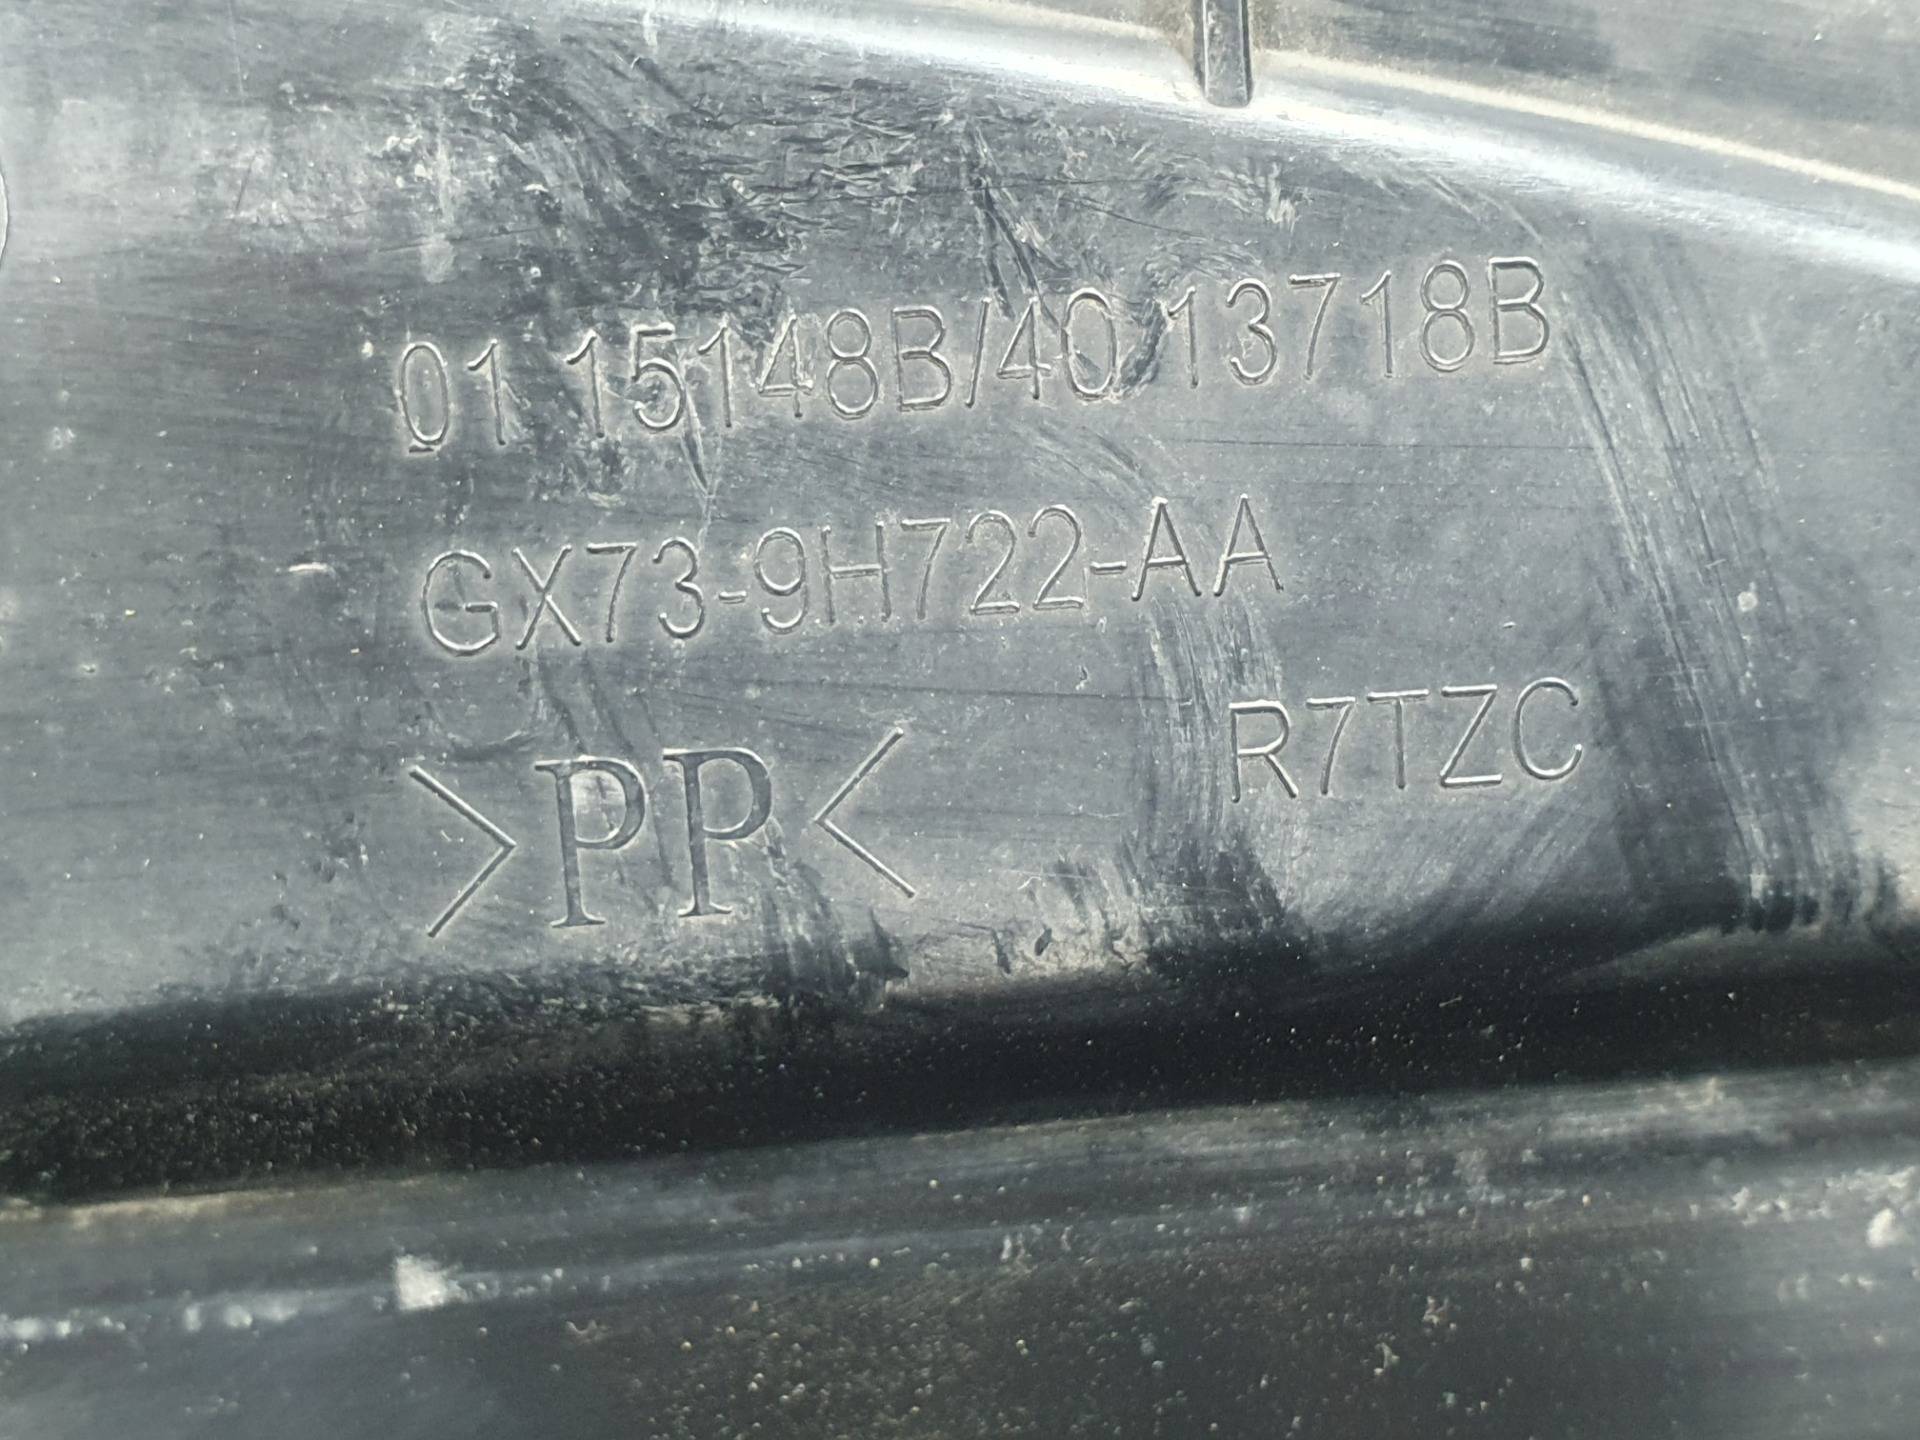 01 15148B/40 13718B
GX73-9H722-AA
R7TZC
>PP<